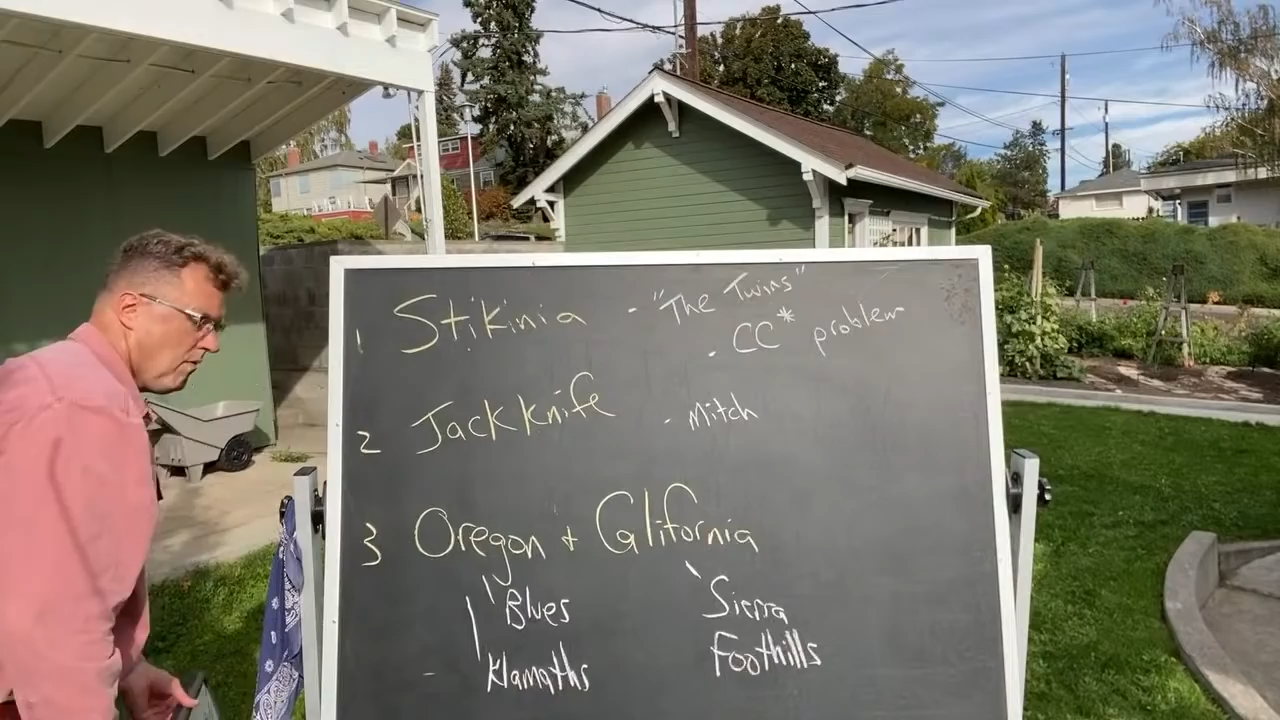 1 Stikinia - "The Twins"
- CC* problem
2 Jackknife - Mitch
3 Oregon + California
Blues
Klamaths
Sierra
Foothills